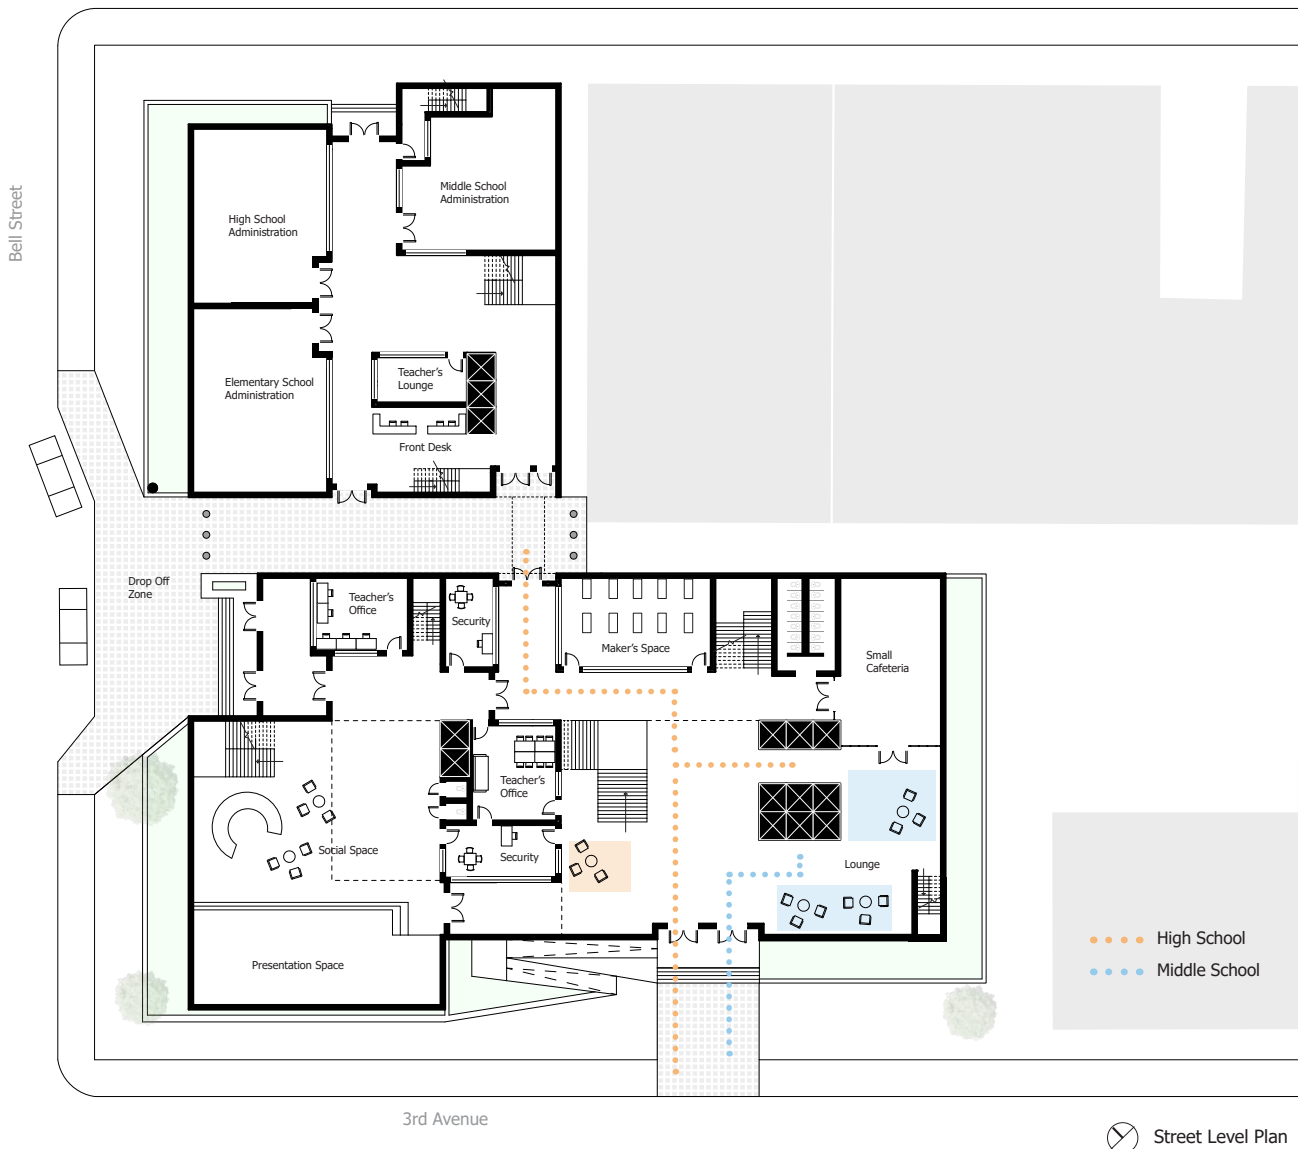 Bell Street
Middle School
Administration
High School
Administration
Teacher's
Lounge
Elementary School
Administration
Front Desk
Drop Off
Zone
Teacher's
Office
Security
Maker's Space
Small
Cafeteria
Teacher's
Office
Social Space
Security
Lounge
Presentation Space
High School
Middle School
3rd Avenue
Street Level Plan